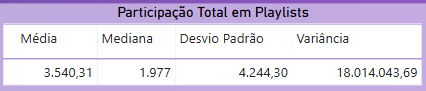 Participação Total em Playlists
Média Mediana Desvio Padrão Variância
3.540,31 1.977 4.244,30 18.014.043,69